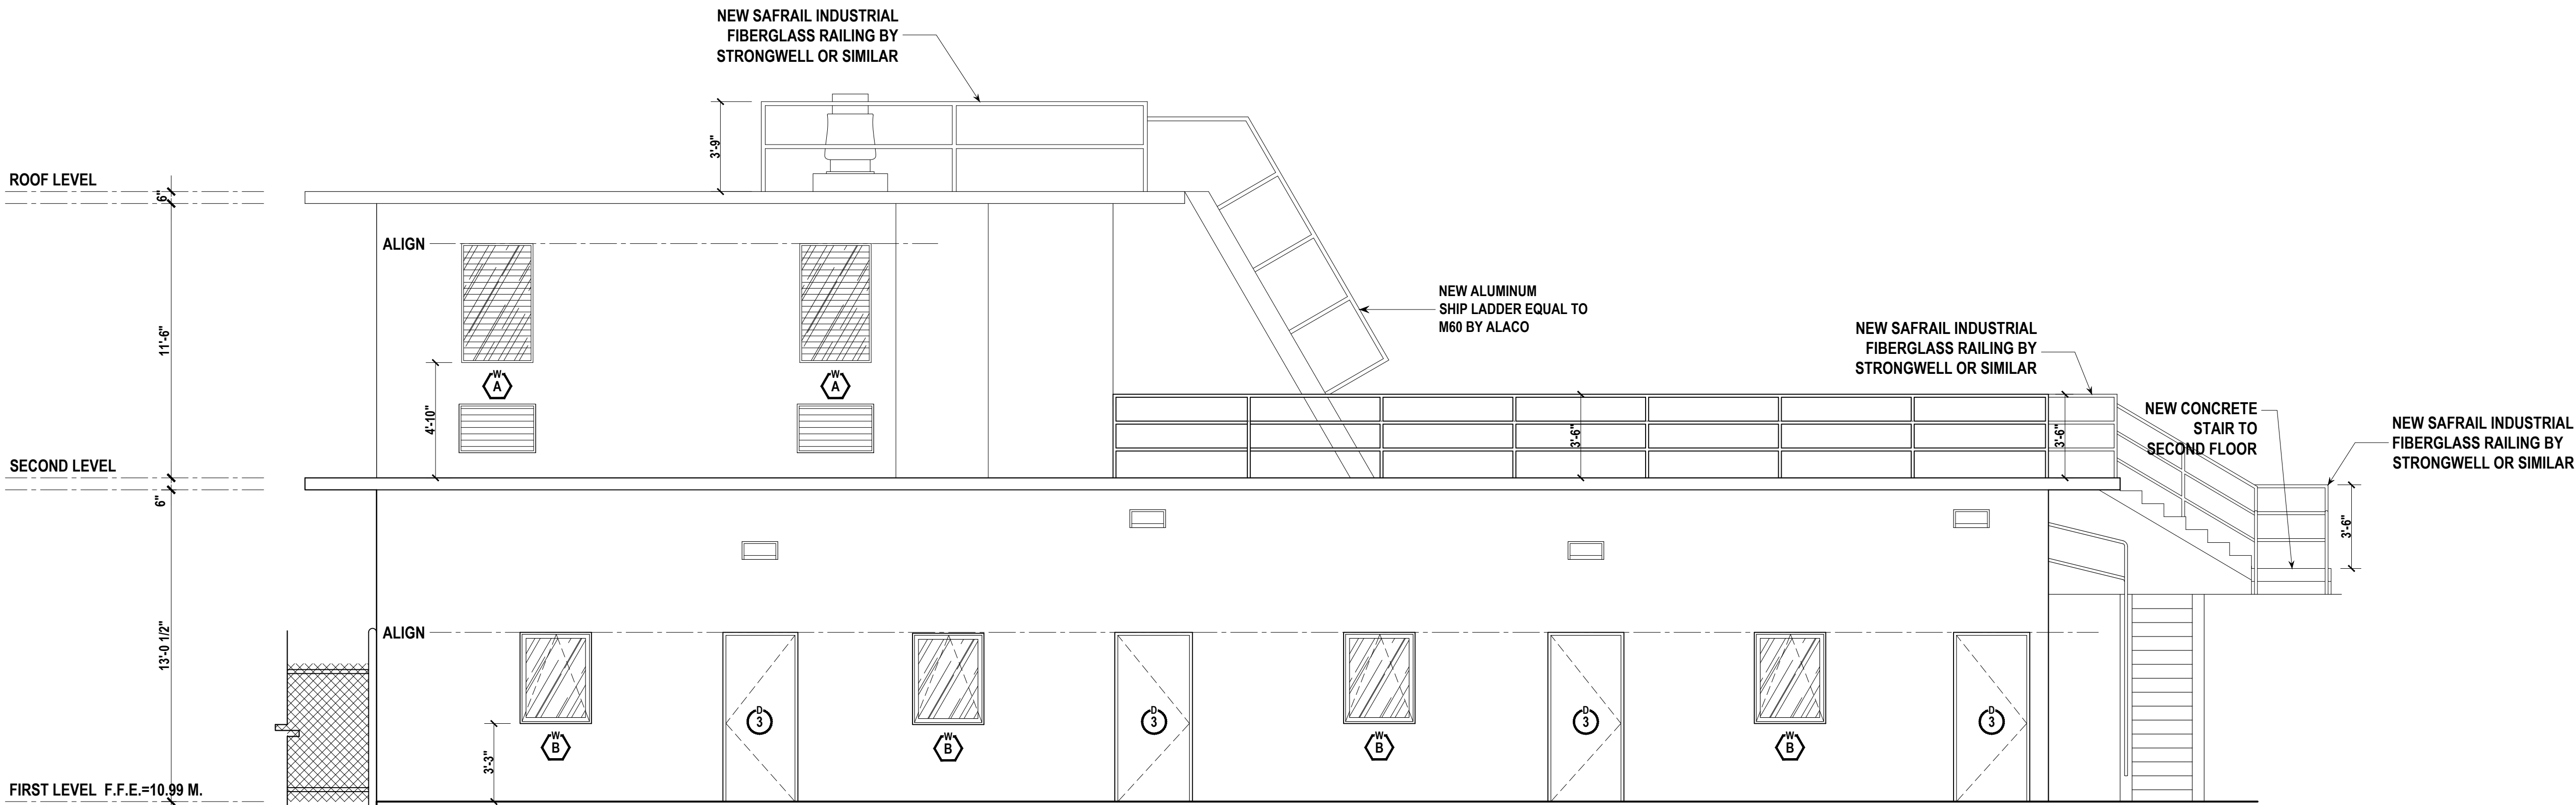 NEW SAFRAIL INDUSTRIAL
FIBERGLASS RAILING BY
STRONGWELL OR SIMILAR
3'-9"
ROOF LEVEL
6"
ALIGN
11'-6"
NEW ALUMINUM
SHIP LADDER EQUAL TO
M60 BY ALACO
NEW SAFRAIL INDUSTRIAL
FIBERGLASS RAILING BY
STRONGWELL OR SIMILAR
W
A
W
A
4'-10"
3'-6"
3'-6"
NEW CONCRETE
STAIR TO
SECOND FLOOR
NEW SAFRAIL INDUSTRIAL
FIBERGLASS RAILING BY
STRONGWELL OR SIMILAR
SECOND LEVEL
6"
3'-6"
ALIGN
13'-0 1/2"
D
3
D
3
D
3
D
3
W
B
W
B
W
B
W
B
3'-3"
FIRST LEVEL F.F.E.=10.99 M.